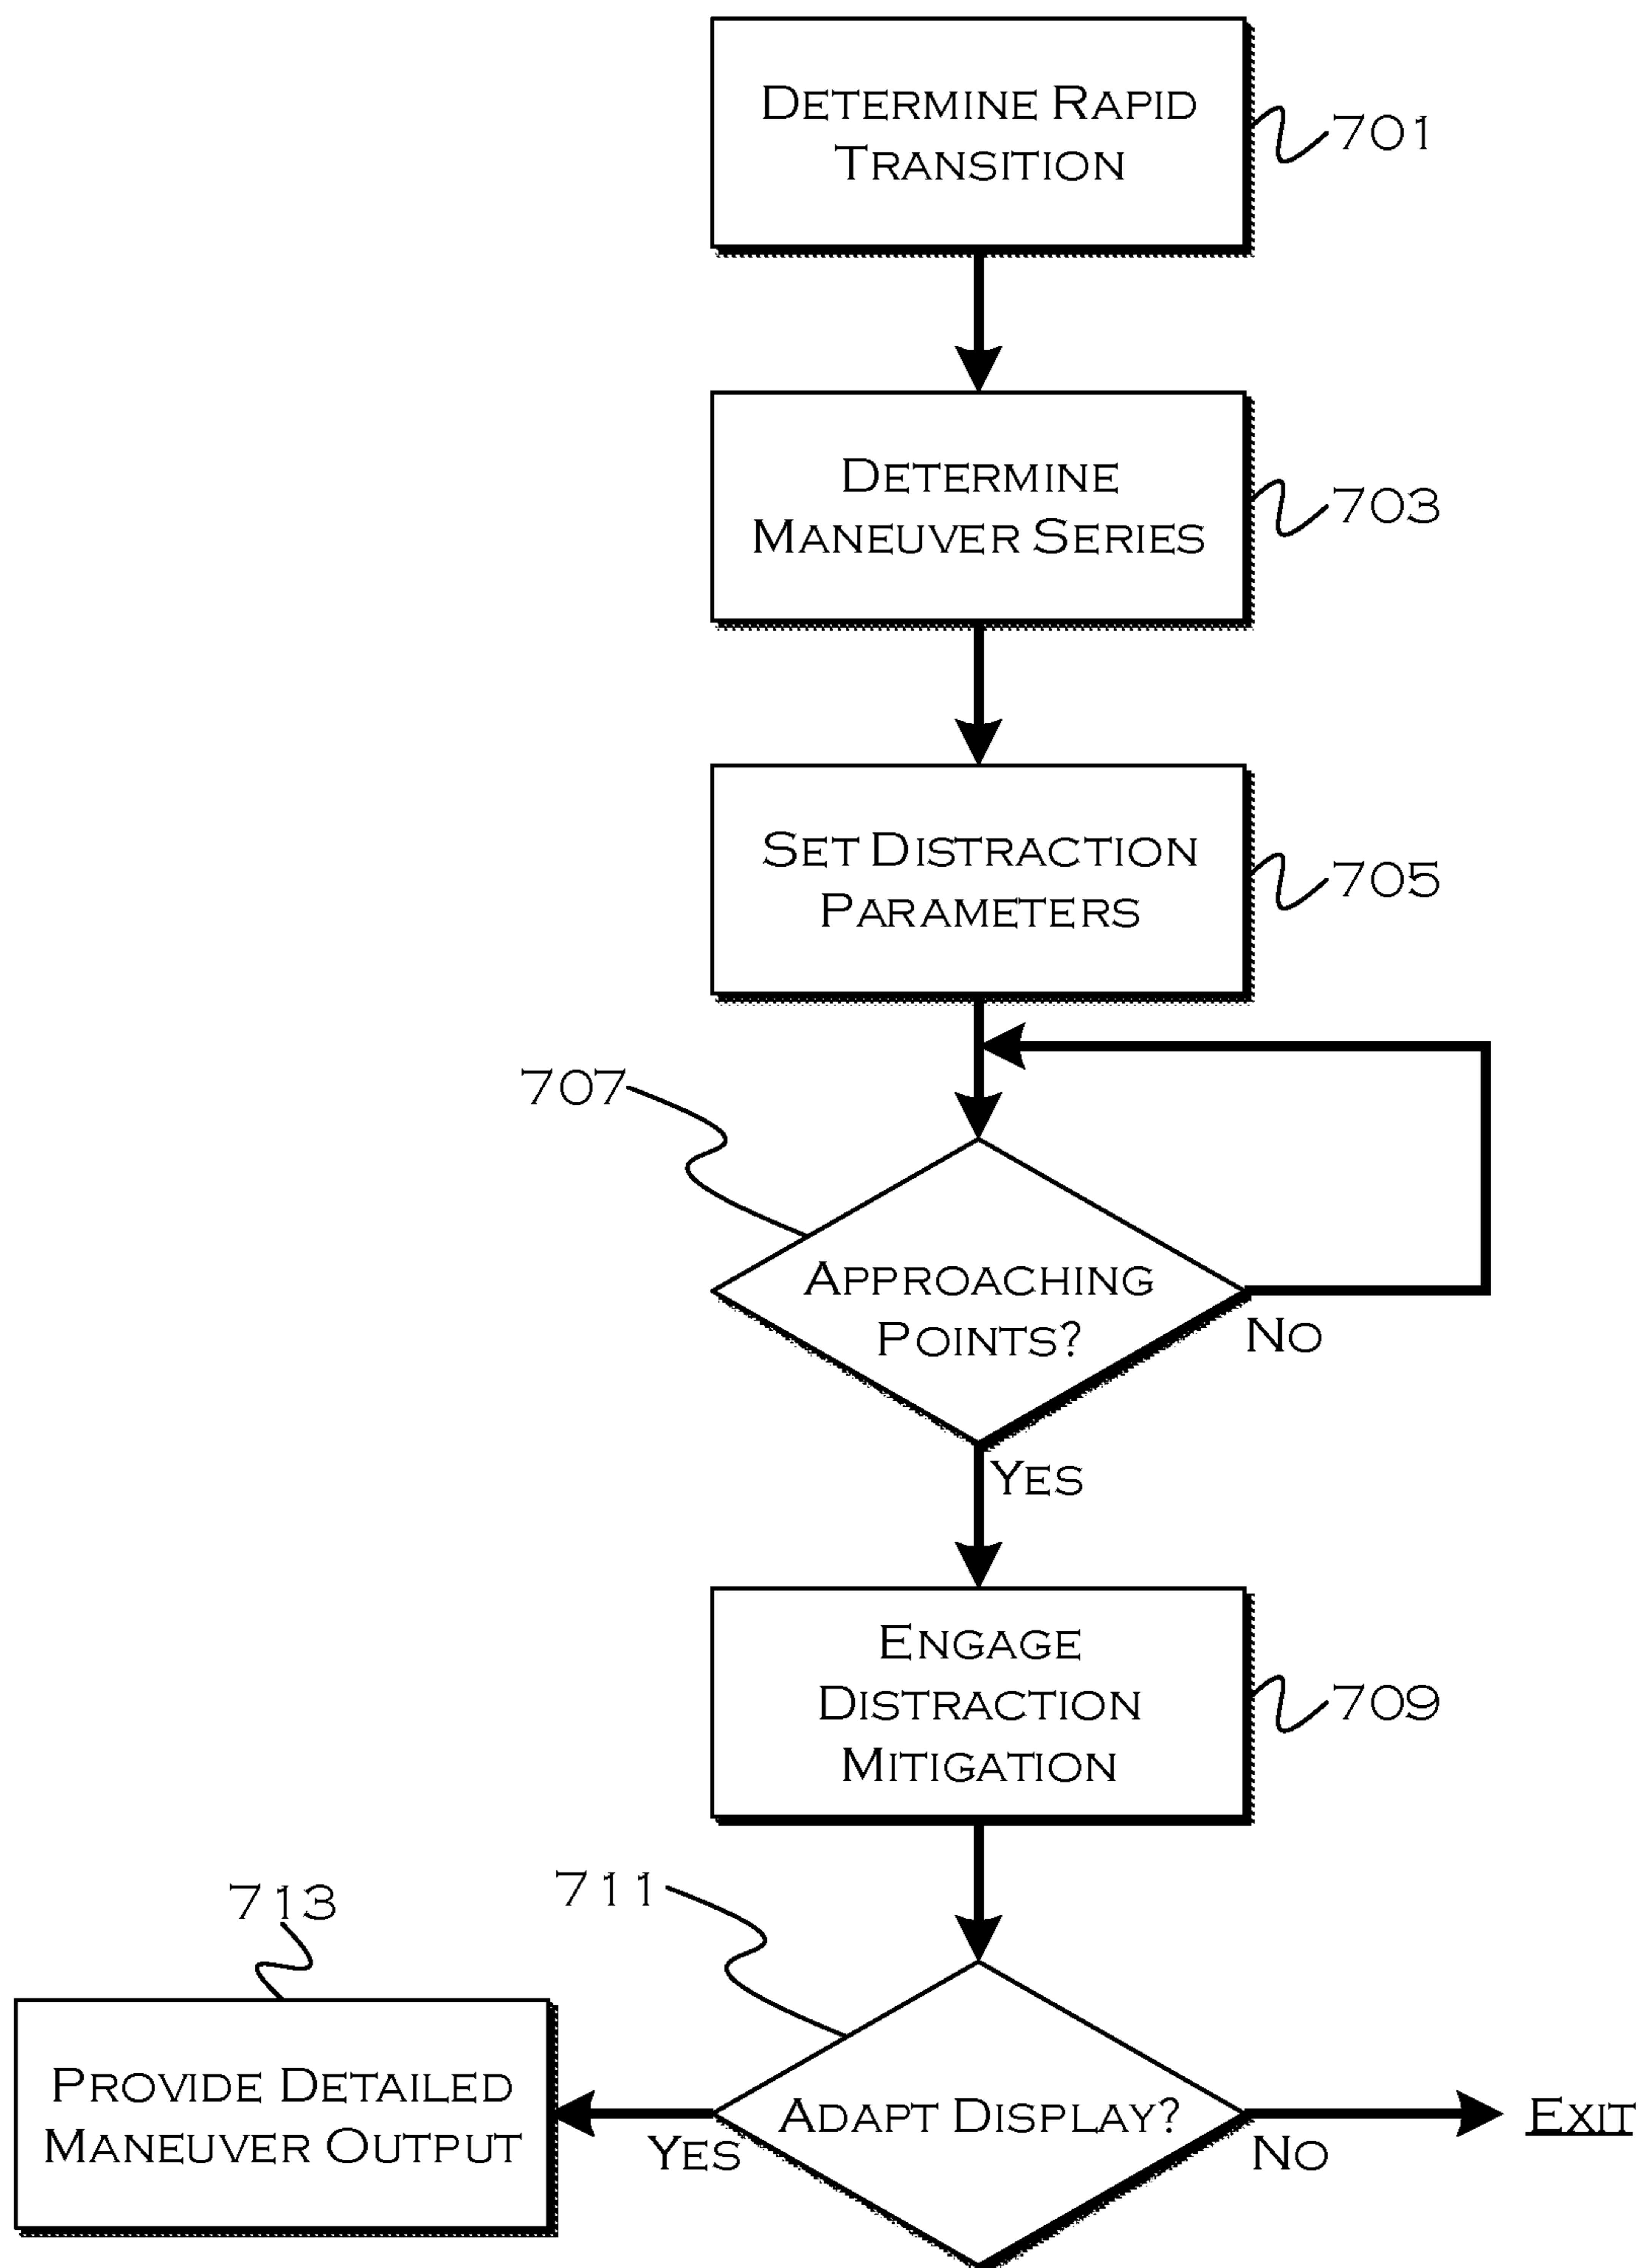 DETERMINE RAPID
TRANSITION
701
DETERMINE
MANEUVER SERIES
703
SET DISTRACTION
PARAMETERS
705
707
APPROACHING
POINTS?
NO
YES
ENGAGE
DISTRACTION
MITIGATION
709
711
713
PROVIDE DETAILED
MANEUVER OUTPUT
YES
ADAPT DISPLAY?
NO
EXIT